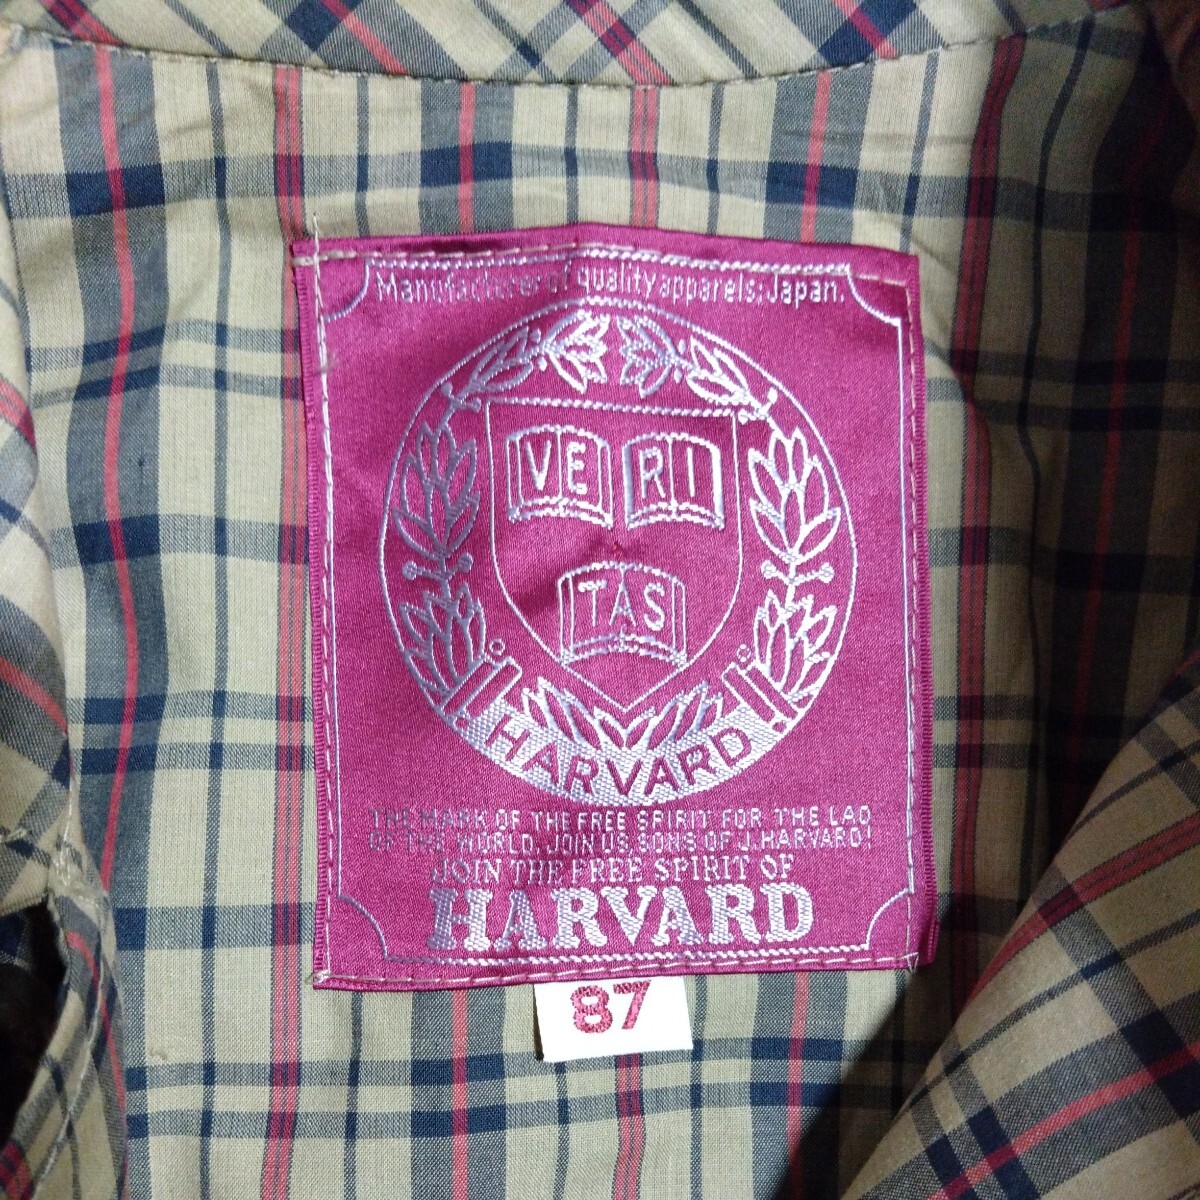 Manufacturer of quality apparels; Japan.
VE RI
TAS
HARVARD
THE MARK OF THE FREE SPIRIT FOR THE LAD
OF THE WORLD. JOIN US, SONS OF J. HARVARD!
JOIN THE FREE SPIRIT OF
HARVARD
87